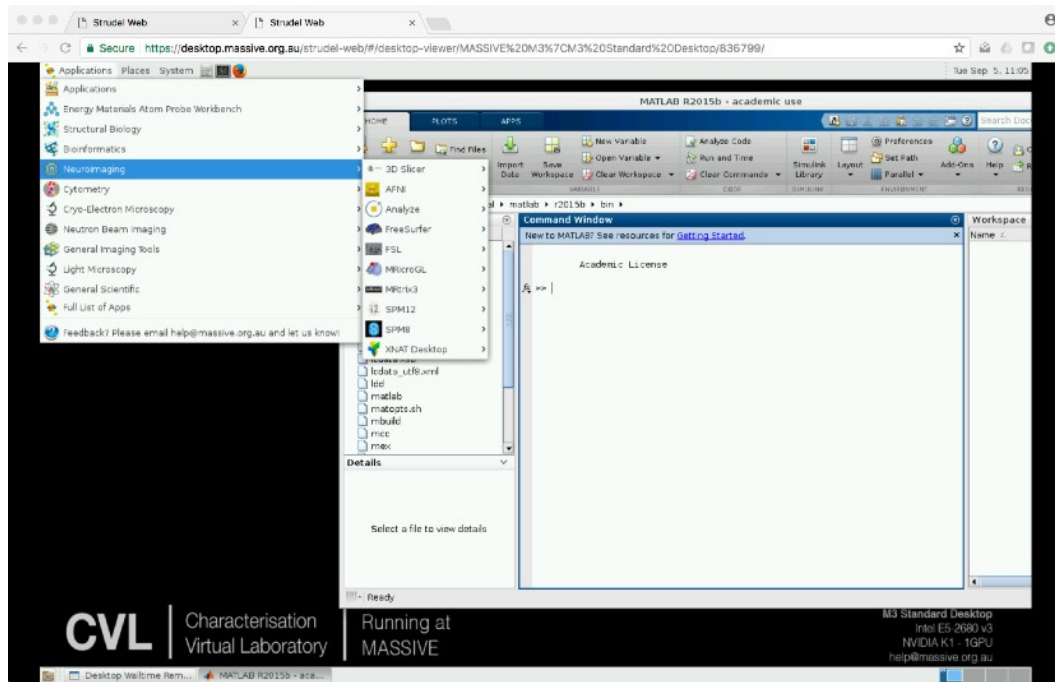 Strudel Web
Strudel Web
Secure https://desktop.massive.org.au/strudel-web/#/desktop-viewer/MASSIVE%20M3%7CM3%20Standard%20Desktop/836799/
Applications Places System
Tue Sep 5, 11:05
Applications
Energy Materials Atom Probe Workbench
Structural Biology
Bioinformatics
Neuroimaging
Cytometry
Cryo-Electron Microscopy
Neutron Beam Imaging
General Imaging Tools
Light Microscopy
General Scientific
Full List of Apps
Feedback? Please email help@massive.org.au and let us know!
3D Slicer
AFNI
Analyze
FreeSurfer
FSL
MRicroGL
MRtrix3
SPM12
SPM8
XNAT Desktop
MATLAB R2015b - academic use
HOME PLOTS APPS
Search Doc
Find Files
Import Data
Save Workspace
New Variable
Open Variable
Clear Workspace
VARIABLE
Analyze Code
Run and Time
Clear Commands
CODE
Simulink Library
SIMULINK
Layout
Preferences
Set Path
Parallel
ENVIRONMENT
Add-Ons
Help
matlab r2015b bin
Command Window
New to MATLAB? See resources for Getting Started.
Academic License
fx >>
Workspace
Name
lcdata_utf8.xml
ldd
matlab
matopts.sh
mbuild
mcc
mex
Details
Select a file to view details
Ready
CVL
Characterisation
Virtual Laboratory
Running at
MASSIVE
M3 Standard Desktop
Intel E5-2680 v3
NVIDIA K1 - 1GPU
help@massive.org.au
Desktop Walltime Rem...
MATLAB R2015b - aca...